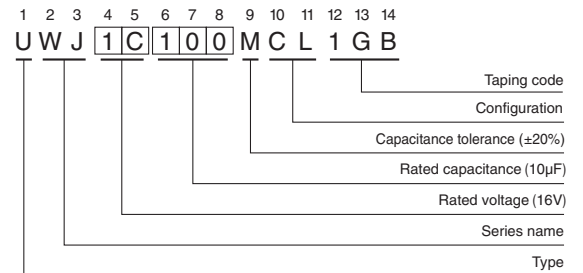 1 2 3 4 5 6 7 8 9 10 11 12 13 14
U W J 1 C 1 0 0 M C L 1 G B
Taping code
Configuration
Capacitance tolerance (±20%)
Rated capacitance (10µF)
Rated voltage (16V)
Series name
Type